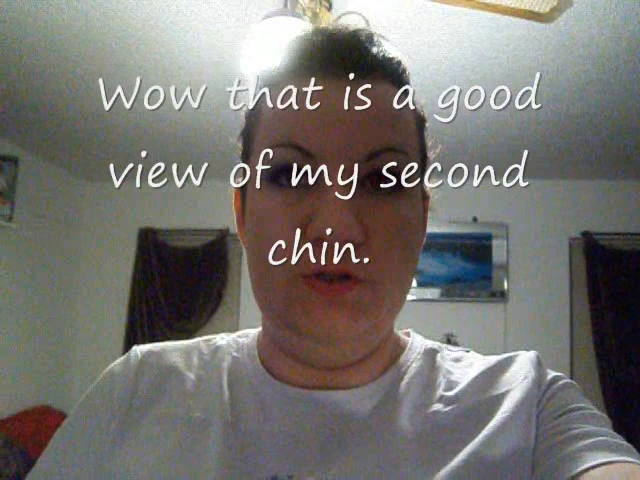 Wow that is a good
view of my second
chin.